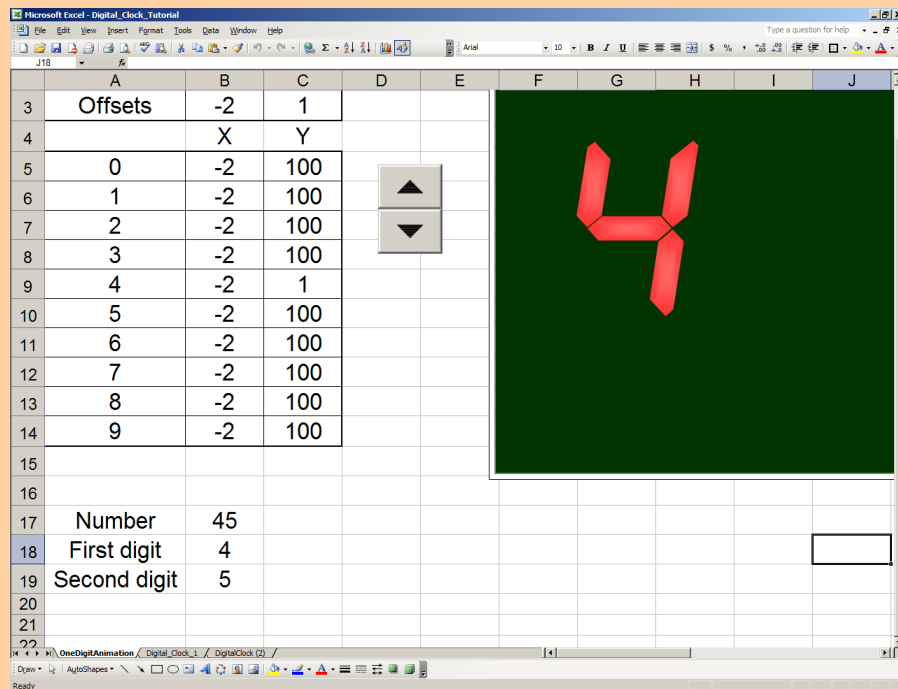 Microsoft Excel - Digital_Clock_Tutorial
File Edit View Insert Format Tools Data Window Help Type a question for help
Arial 10 B I U $ % ,
J18 fx
A B C D E F G H I J
3 Offsets -2 1
4 X Y
5 0 -2 100
6 1 -2 100
7 2 -2 100
8 3 -2 100
9 4 -2 1
10 5 -2 100
11 6 -2 100
12 7 -2 100
13 8 -2 100
14 9 -2 100
4
15
16
17 Number 45
18 First digit 4
19 Second digit 5
20
21
22
OneDigitAnimation / Digital_Clock_1 / DigitalClock (2) /
Draw AutoShapes
Ready